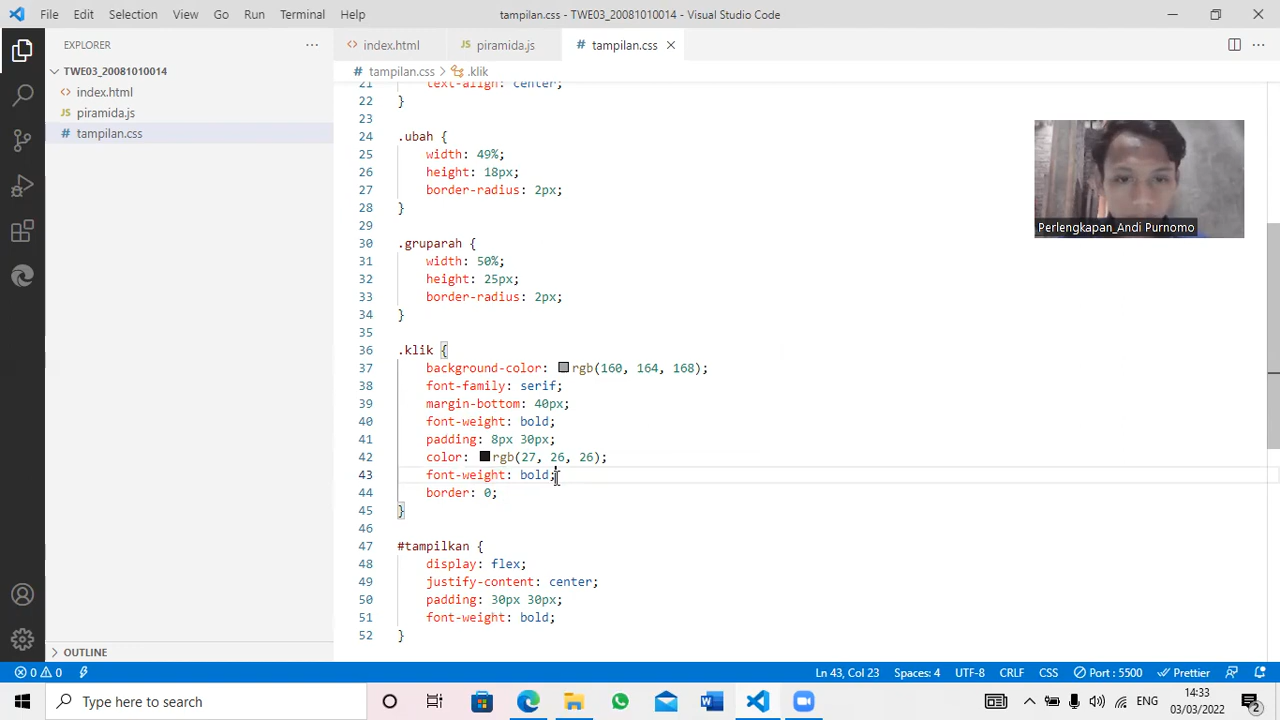 File Edit Selection View Go Run Terminal Help tampilan.css - TWE03_20081010014 - Visual Studio Code
EXPLORER ···
index.html
JS piramida.js
# tampilan.css
TWE03_20081010014
index.html
JS piramida.js
# tampilan.css
OUTLINE
# tampilan.css > .klik
21 text-align: center;
22 }
23
24 .ubah {
25 width: 49%;
26 height: 18px;
27 border-radius: 2px;
28 }
29
30 .gruparah {
31 width: 50%;
32 height: 25px;
33 border-radius: 2px;
34 }
35
36 .klik {
37 background-color: rgb(160, 164, 168);
38 font-family: serif;
39 margin-bottom: 40px;
40 font-weight: bold;
41 padding: 8px 30px;
42 color: rgb(27, 26, 26);
43 font-weight: bold;
44 border: 0;
45 }
46
47 #tampilkan {
48 display: flex;
49 justify-content: center;
50 padding: 30px 30px;
51 font-weight: bold;
52 }
Perlengkapan_Andi Purnomo
0 0 Ln 43, Col 23 Spaces: 4 UTF-8 CRLF CSS Port : 5500 Prettier
Type here to search
W
ENG
14:33
03/03/2022
2